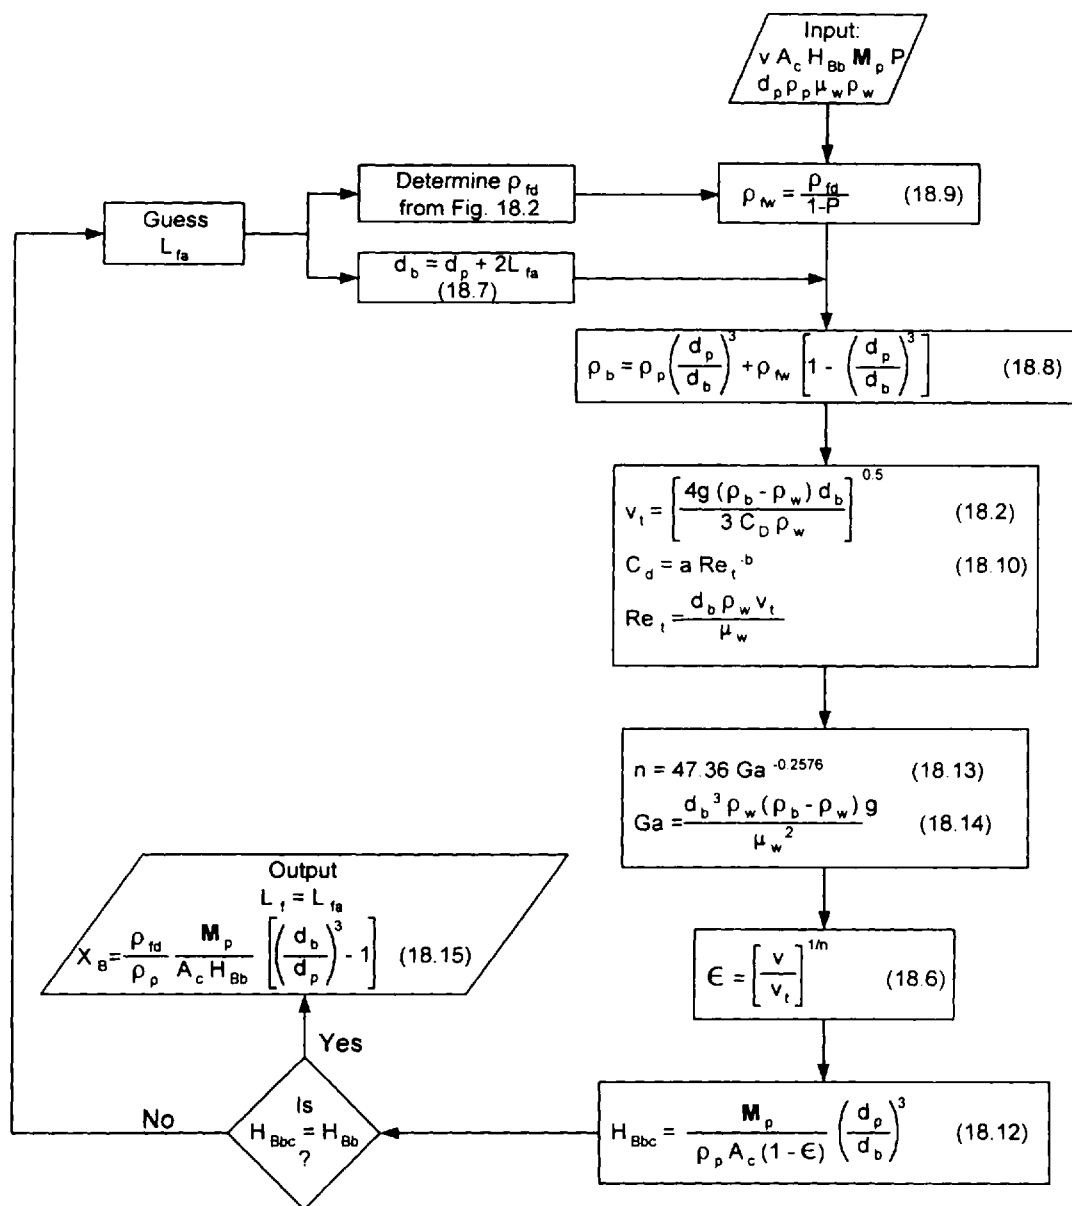 Input:
v A_c H_Bb M_p P
d_p ρ_p μ_w ρ_w
Guess
L_fa
Determine ρ_fd
from Fig. 18.2
ρ_fw = ρ_fd / 1-P (18.9)
d_b = d_p + 2L_fa
(18.7)
ρ_b = ρ_p (d_p / d_b)^3 + ρ_fw [1 - (d_p / d_b)^3] (18.8)
v_t = [4g (ρ_b - ρ_w) d_b / 3 C_D ρ_w]^0.5 (18.2)
C_d = a Re_t^-b (18.10)
Re_t = d_b ρ_w v_t / μ_w
n = 47.36 Ga^-0.2576 (18.13)
Ga = d_b^3 ρ_w (ρ_b - ρ_w) g / μ_w^2 (18.14)
ϵ = [v / v_t]^1/n (18.6)
H_Bbc = M_p / ρ_p A_c (1 - ϵ) (d_p / d_b)^3 (18.12)
Is
H_Bbc = H_Bb
?
No
Yes
Output
L_f = L_fa
X_B = ρ_fd / ρ_p M_p / A_c H_Bb [(d_b / d_p)^3 - 1] (18.15)